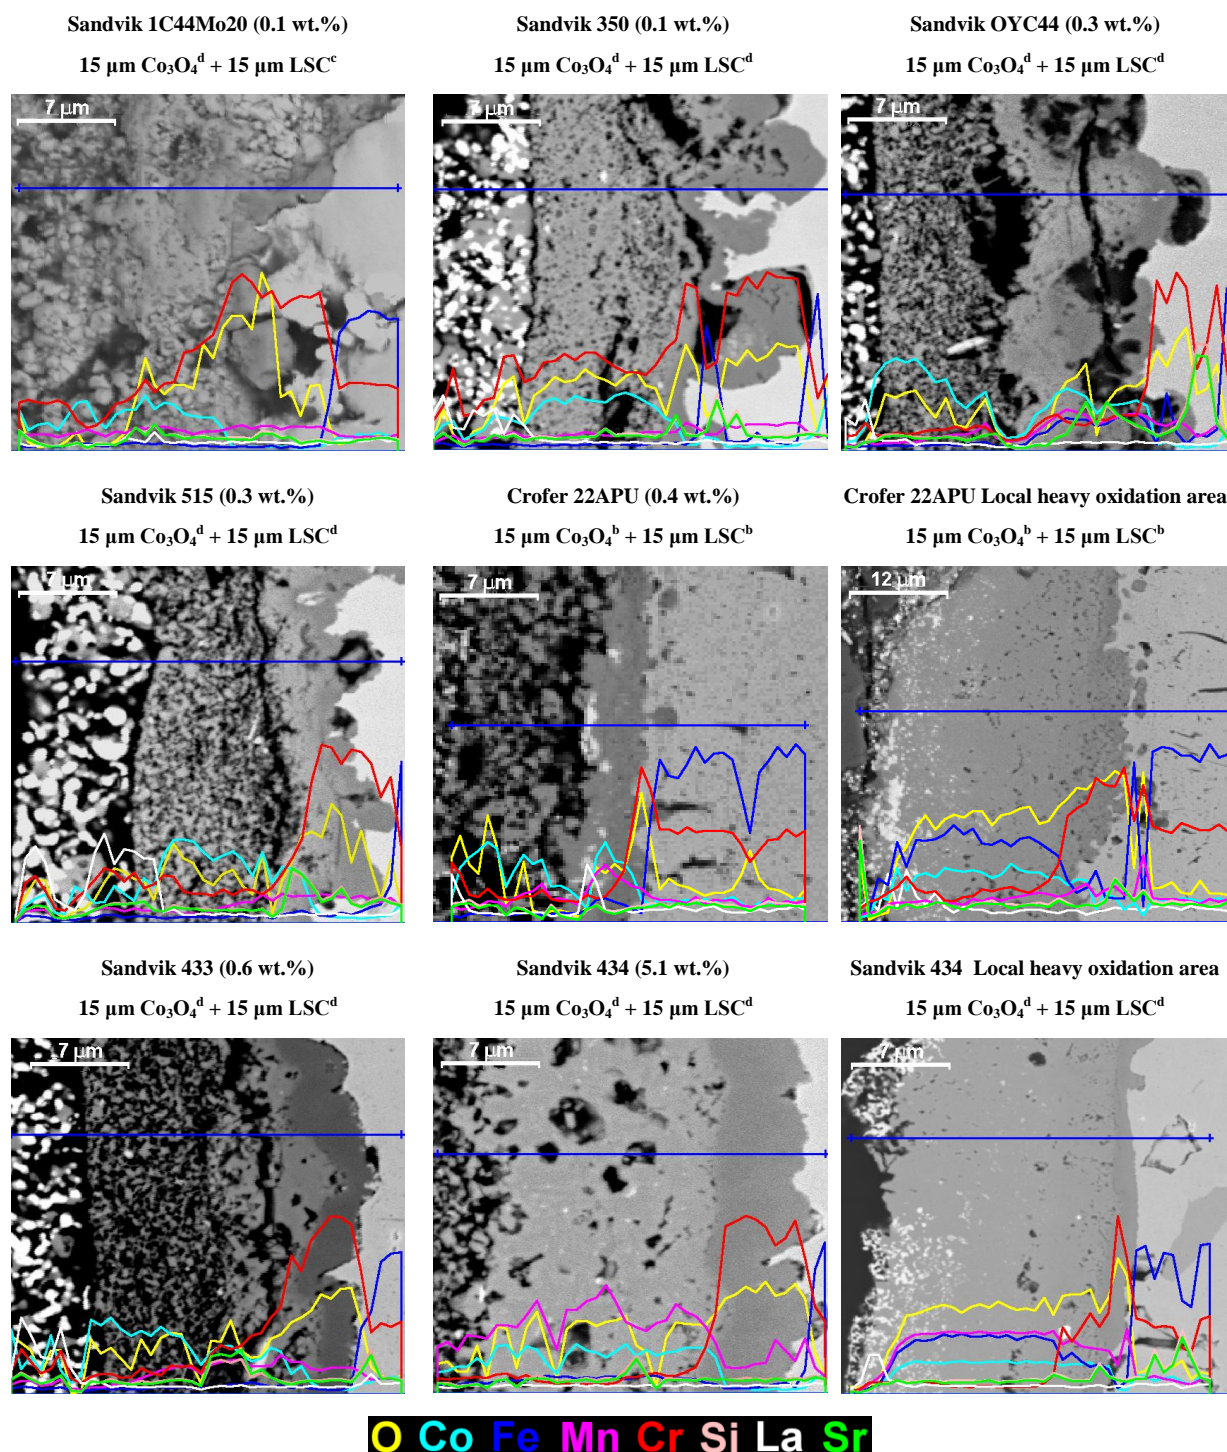 Sandvik 1C44Mo20 (0.1 wt.%)
15 µm Co₃O₄ᵈ + 15 µm LSCᶜ
7 µm
Sandvik 350 (0.1 wt.%)
15 µm Co₃O₄ᵈ + 15 µm LSCᵈ
7 µm
Sandvik OYC44 (0.3 wt.%)
15 µm Co₃O₄ᵈ + 15 µm LSCᵈ
7 µm
Sandvik 515 (0.3 wt.%)
15 µm Co₃O₄ᵈ + 15 µm LSCᵈ
7 µm
Crofer 22APU (0.4 wt.%)
15 µm Co₃O₄ᵇ + 15 µm LSCᵇ
7 µm
Crofer 22APU Local heavy oxidation area
15 µm Co₃O₄ᵇ + 15 µm LSCᵇ
12 µm
Sandvik 433 (0.6 wt.%)
15 µm Co₃O₄ᵈ + 15 µm LSCᵈ
7 µm
Sandvik 434 (5.1 wt.%)
15 µm Co₃O₄ᵈ + 15 µm LSCᵈ
7 µm
Sandvik 434 Local heavy oxidation area
15 µm Co₃O₄ᵈ + 15 µm LSCᵈ
7 µm
O Co Fe Mn Cr Si La Sr